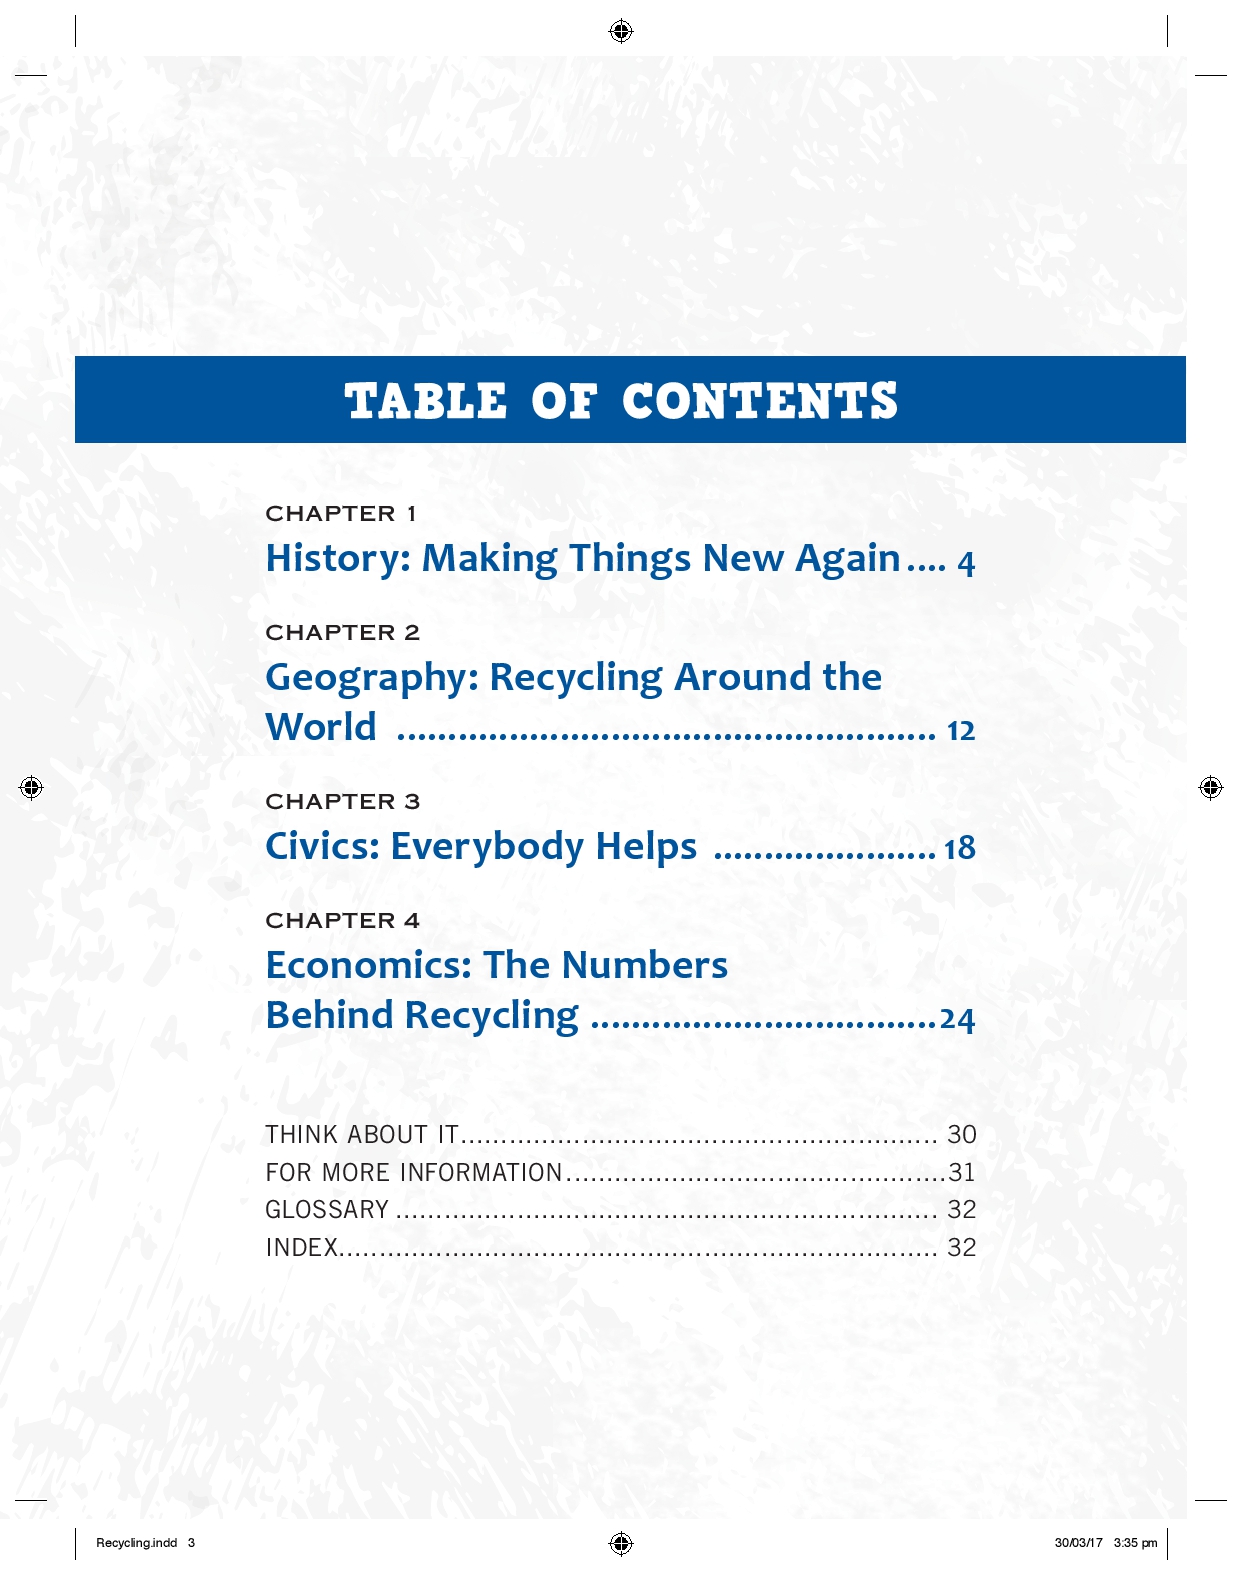 TABLE OF CONTENTS
CHAPTER 1
History: Making Things New Again .... 4
CHAPTER 2
Geography: Recycling Around the
World .................................................... 12
CHAPTER 3
Civics: Everybody Helps ...................... 18
CHAPTER 4
Economics: The Numbers
Behind Recycling ..................................24
THINK ABOUT IT........................................................... 30
FOR MORE INFORMATION...............................................31
GLOSSARY ................................................................... 32
INDEX.......................................................................... 32
Recycling.indd 3 30/03/17 3:35 pm